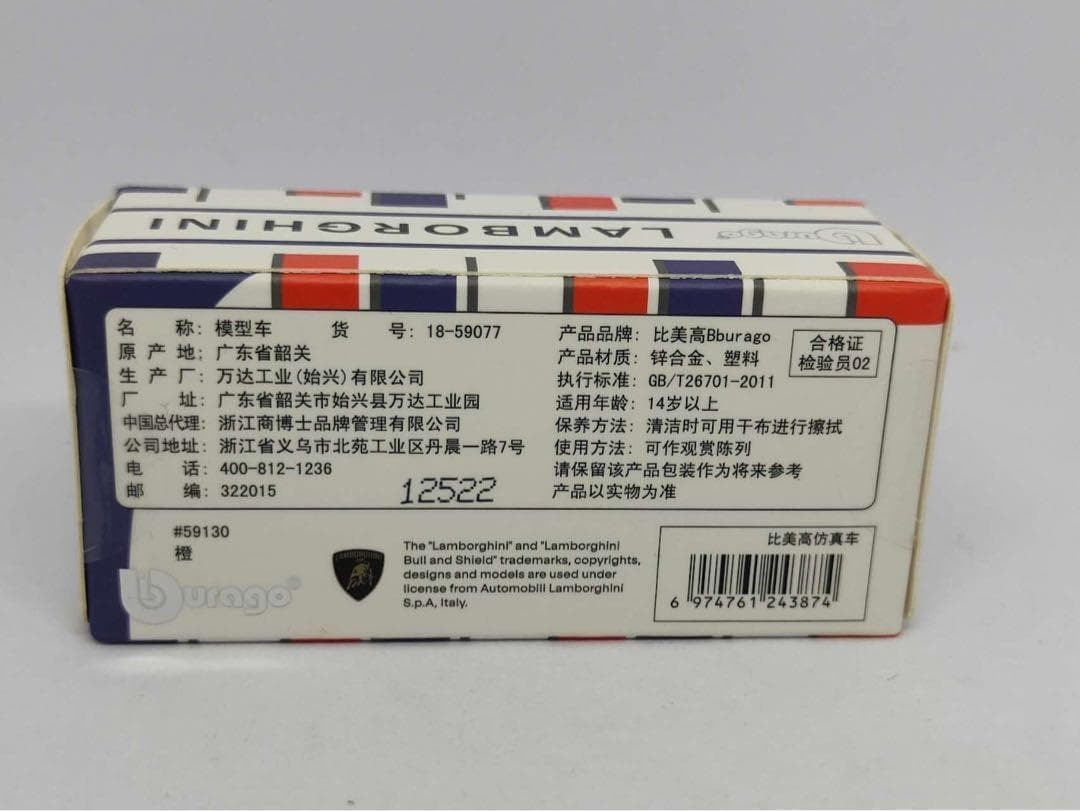 LAMBORGHINI burago
名 称: 模型车 货 号: 18-59077
原 产 地: 广东省韶关
生 产 厂: 万达工业(始兴)有限公司
厂 址: 广东省韶关市始兴县万达工业园
中国总代理: 浙江商博士品牌管理有限公司
公司地址: 浙江省义乌市北苑工业区丹晨一路7号
电 话: 400-812-1236
邮 编: 322015
12522
产品品牌: 比美高Bburago
产品材质: 锌合金、塑料
执行标准: GB/T26701-2011
适用年龄: 14岁以上
保养方法: 清洁时可用干布进行擦拭
使用方法: 可作观赏陈列
请保留该产品包装作为将来参考
产品以实物为准
合格证
检验员02
#59130
橙
burago®
LAMBORGHINI
The "Lamborghini" and "Lamborghini
Bull and Shield" trademarks, copyrights,
designs and models are used under
license from Automobili Lamborghini
S.p.A, Italy.
比美高仿真车
6 974761 243874